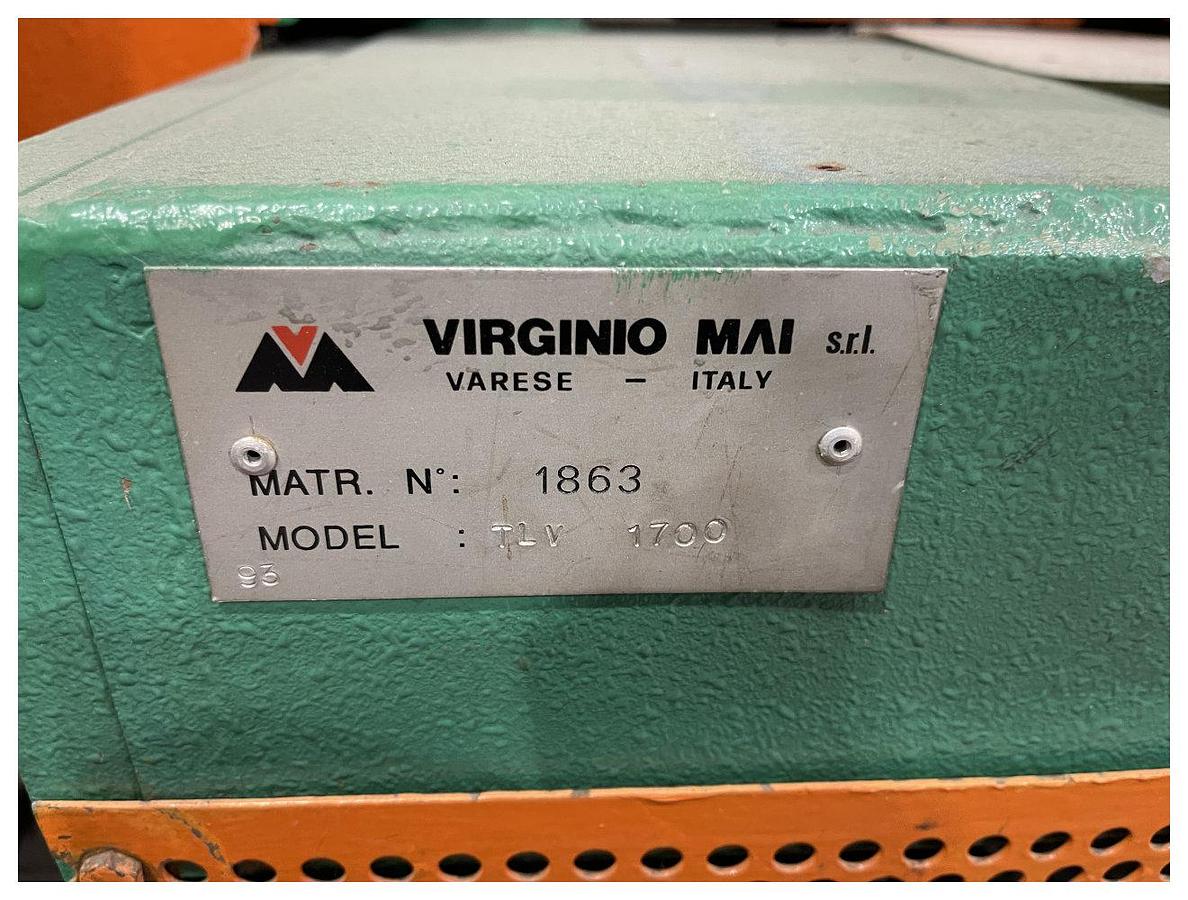 VIRGINIO MAI s.r.l.
VARESE - ITALY
MATR. N°: 1863
MODEL : TLV 1700
93